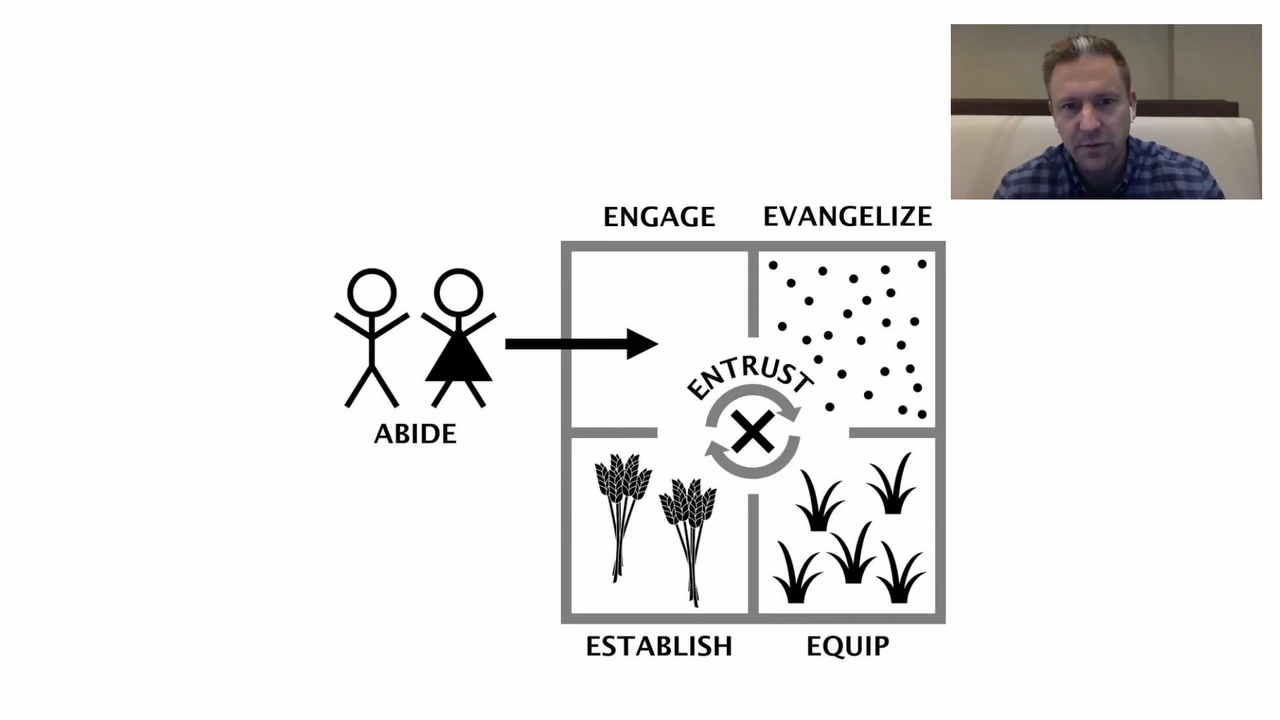 ENGAGE
EVANGELIZE
ENTRUST
ABIDE
ESTABLISH
EQUIP